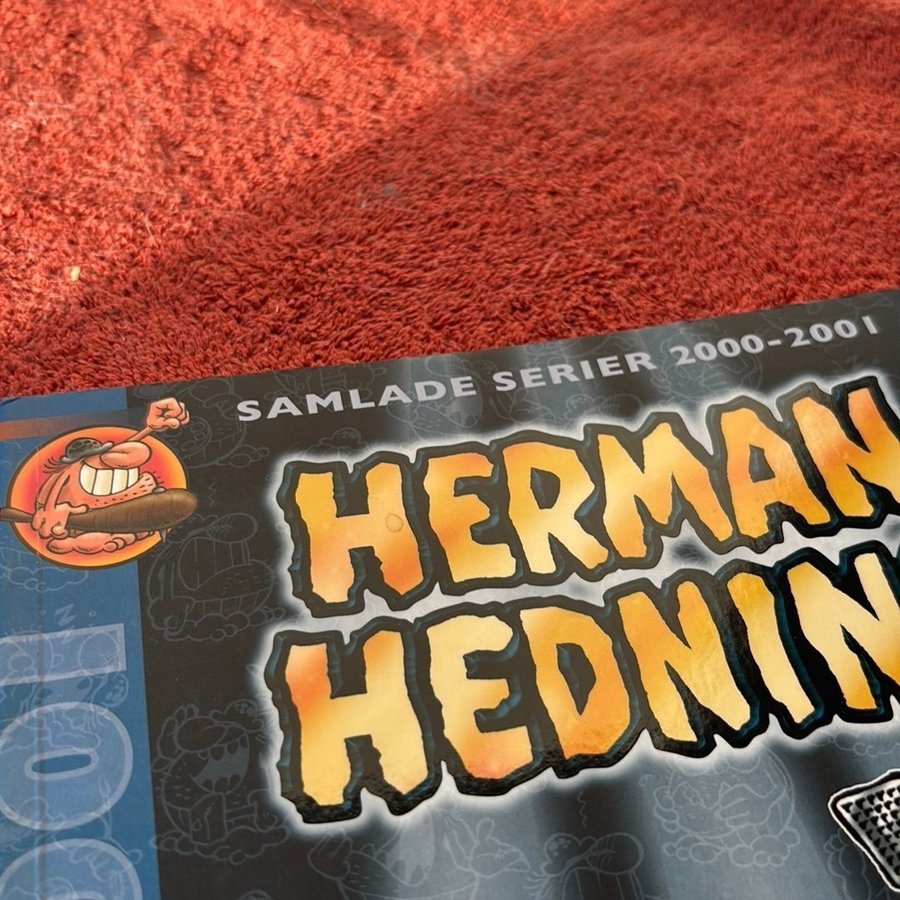 SAMLADE SERIER 2000-2001
HERMAN
HEDNIN